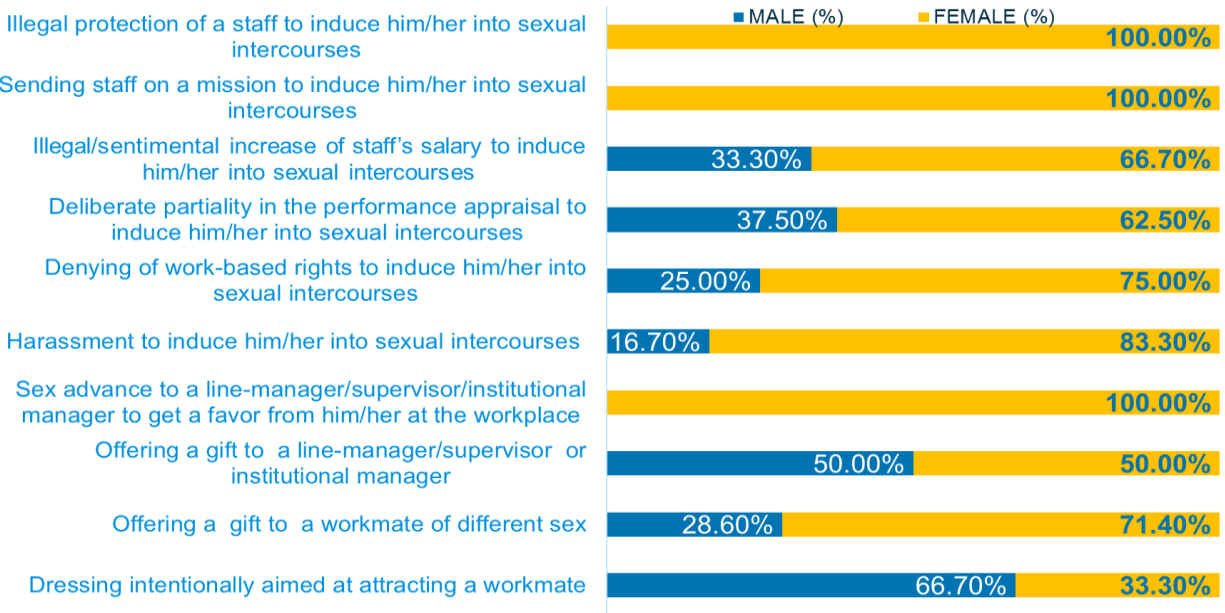 MALE (%) FEMALE (%)
Illegal protection of a staff to induce him/her into sexual
intercourses
100.00%
Sending staff on a mission to induce him/her into sexual
intercourses
100.00%
Illegal/sentimental increase of staff's salary to induce
him/her into sexual intercourses
33.30% 66.70%
Deliberate partiality in the performance appraisal to
induce him/her into sexual intercourses
37.50% 62.50%
Denying of work-based rights to induce him/her into
sexual intercourses
25.00% 75.00%
Harassment to induce him/her into sexual intercourses
16.70% 83.30%
Sex advance to a line-manager/supervisor/institutional
manager to get a favor from him/her at the workplace
100.00%
Offering a gift to a line-manager/supervisor or
institutional manager
50.00% 50.00%
Offering a gift to a workmate of different sex
28.60% 71.40%
Dressing intentionally aimed at attracting a workmate
66.70% 33.30%